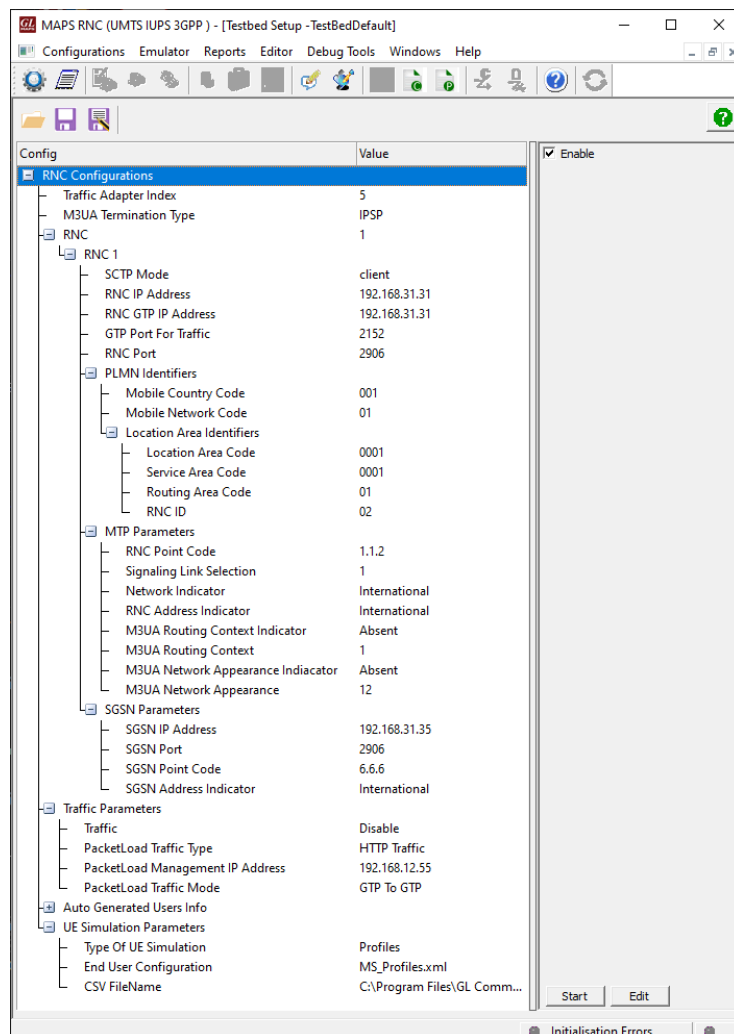 GL MAPS RNC (UMTS IUPS 3GPP ) - [Testbed Setup -TestBedDefault]
Configurations Emulator Reports Editor Debug Tools Windows Help
Config Value
Enable
RNC Configurations
Traffic Adapter Index 5
M3UA Termination Type IPSP
RNC 1
RNC 1
SCTP Mode client
RNC IP Address 192.168.31.31
RNC GTP IP Address 192.168.31.31
GTP Port For Traffic 2152
RNC Port 2906
PLMN Identifiers
Mobile Country Code 001
Mobile Network Code 01
Location Area Identifiers
Location Area Code 0001
Service Area Code 0001
Routing Area Code 01
RNC ID 02
MTP Parameters
RNC Point Code 1.1.2
Signaling Link Selection 1
Network Indicator International
RNC Address Indicator International
M3UA Routing Context Indicator Absent
M3UA Routing Context 1
M3UA Network Appearance Indiacator Absent
M3UA Network Appearance 12
SGSN Parameters
SGSN IP Address 192.168.31.35
SGSN Port 2906
SGSN Point Code 6.6.6
SGSN Address Indicator International
Traffic Parameters
Traffic Disable
PacketLoad Traffic Type HTTP Traffic
PacketLoad Management IP Address 192.168.12.55
PacketLoad Traffic Mode GTP To GTP
Auto Generated Users Info
UE Simulation Parameters
Type Of UE Simulation Profiles
End User Configuration MS_Profiles.xml
CSV FileName C:\Program Files\GL Comm...
Start Edit
Initialisation Errors